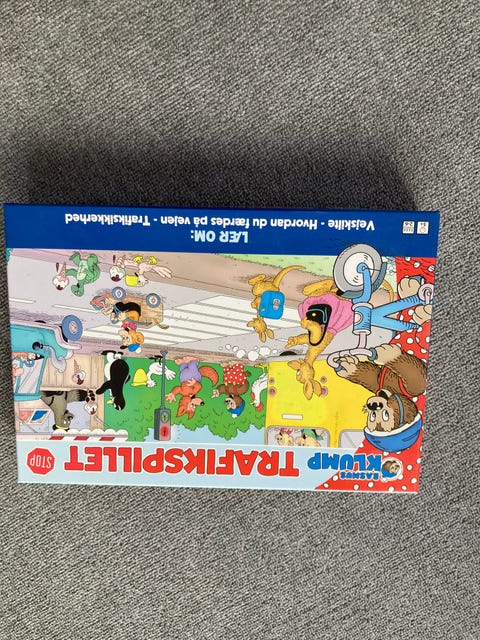 RASMUS
KLUMP
TRAFIKSPILLET
STOP
LÆR OM:
Vejskilte - Hvordan du færdes på vejen - Trafiksikkerhed